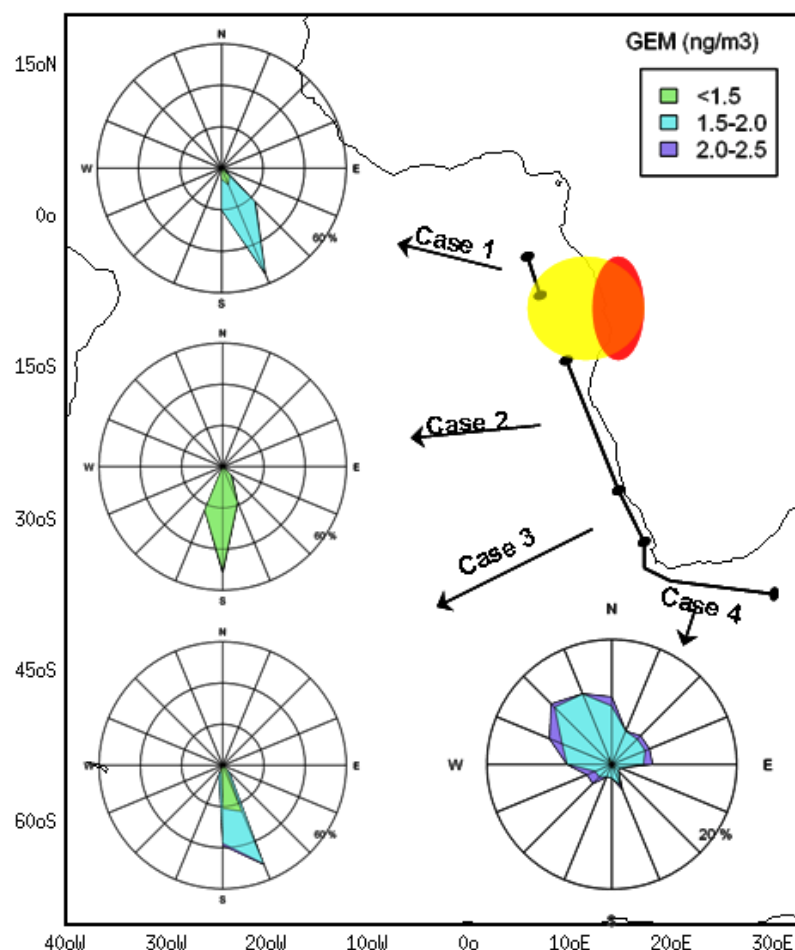 15oN
0o
15oS
30oS
45oS
60oS
40oW
30oW
20oW
10oW
0o
10oE
20oE
30oE
GEM (ng/m3)
<1.5
1.5-2.0
2.0-2.5
N
W
E
S
60 %
Case 1
N
W
E
S
60 %
Case 2
N
W
E
S
60 %
Case 3
N
W
E
20 %
Case 4